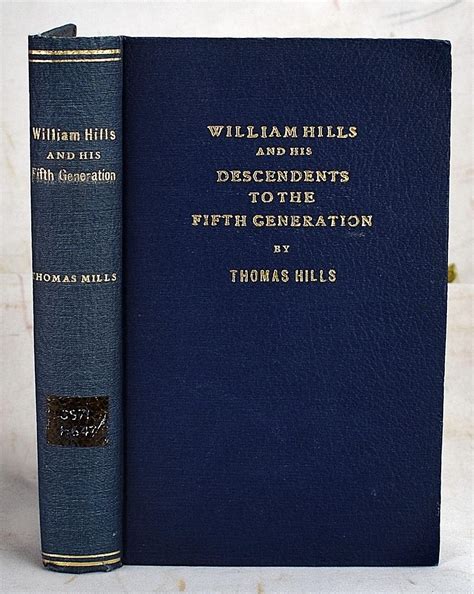 William Hills
AND HIS
Fifth Generation
THOMAS MILLS
WILLIAM HILLS
AND HIS
DESCENDENTS
TO THE
FIFTH GENERATION
BY
THOMAS HILLS